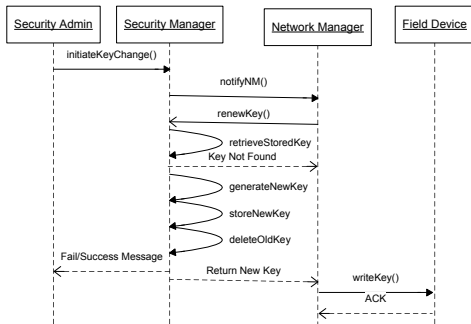 Security Admin
Security Manager
Network Manager
Field Device
initiateKeyChange()
notifyNM()
renewKey()
retrieveStoredKey
Key Not Found
generateNewKey
storeNewKey
deleteOldKey
Fail/Success Message
Return New Key
writeKey()
ACK